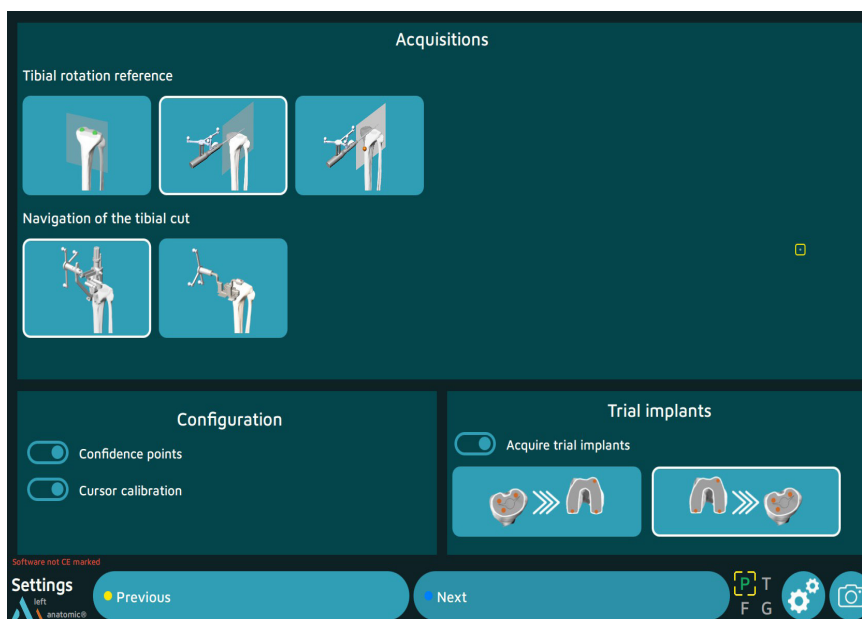 Acquisitions
Tibial rotation reference
Navigation of the tibial cut
Configuration
Confidence points
Cursor calibration
Trial implants
Acquire trial implants
Software not CE marked
Settings
left
anatomic®
Previous
Next
P T
F G